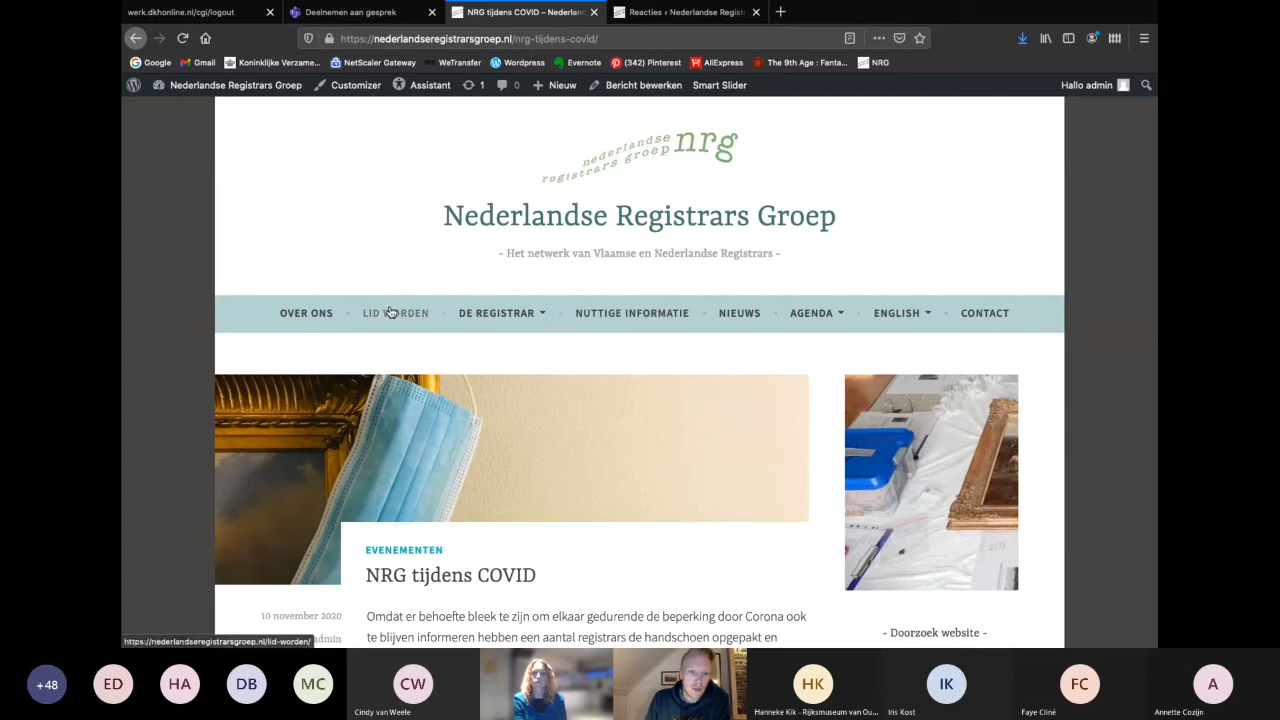 werk.dkhonline.nl/cgi/logout
Deelnemen aan gesprek
NRG tijdens COVID – Nederlan
Reacties ‹ Nederlandse Registr
https://nederlandseregistrarsgroep.nl/nrg-tijdens-covid/
Google
Gmail
Koninklijke Verzame...
NetScaler Gateway
WeTransfer
Wordpress
Evernote
(342) Pinterest
AliExpress
The 9th Age : Fanta...
NRG
Nederlandse Registrars Groep
Customizer
Assistant
1
0
Nieuw
Bericht bewerken
Smart Slider
Hallo admin
nederlandse
registrars groep
nrg
Nederlandse Registrars Groep
- Het netwerk van Vlaamse en Nederlandse Registrars -
OVER ONS
LID WORDEN
DE REGISTRAR
NUTTIGE INFORMATIE
NIEUWS
AGENDA
ENGLISH
CONTACT
EVENEMENTEN
NRG tijdens COVID
10 november 2020
admin
Omdat er behoefte bleek te zijn om elkaar gedurende de beperking door Corona ook
te blijven informeren hebben een aantal registrars de handschoen opgepakt en
- Doorzoek website -
https://nederlandseregistrarsgroep.nl/lid-worden/
+48
ED
HA
DB
MC
CW
Cindy van Weele
HK
Hanneke Kik - Rijksmuseum van Ou...
IK
Iris Kost
FC
Faye Cliné
A
Annette Cozijn